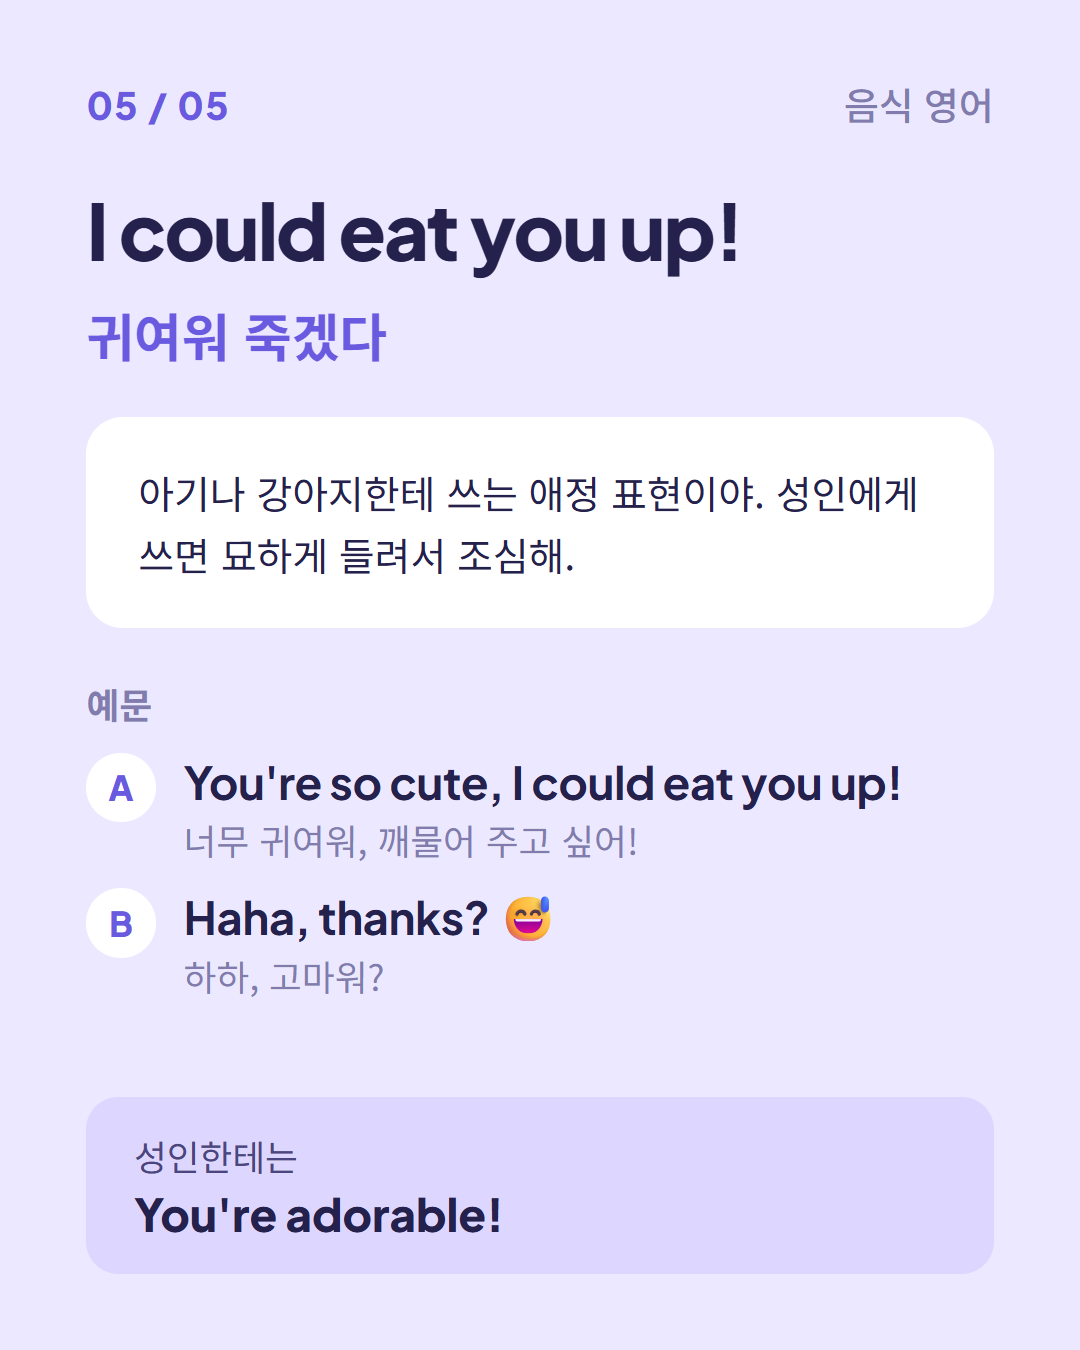 05 / 05
음식 영어
I could eat you up!
귀여워 죽겠다
아기나 강아지한테 쓰는 애정 표현이야. 성인에게
쓰면 묘하게 들려서 조심해.
예문
A
You're so cute, I could eat you up!
너무 귀여워, 깨물어 주고 싶어!
B
Haha, thanks? 😅
하하, 고마워?
성인한테는
You're adorable!